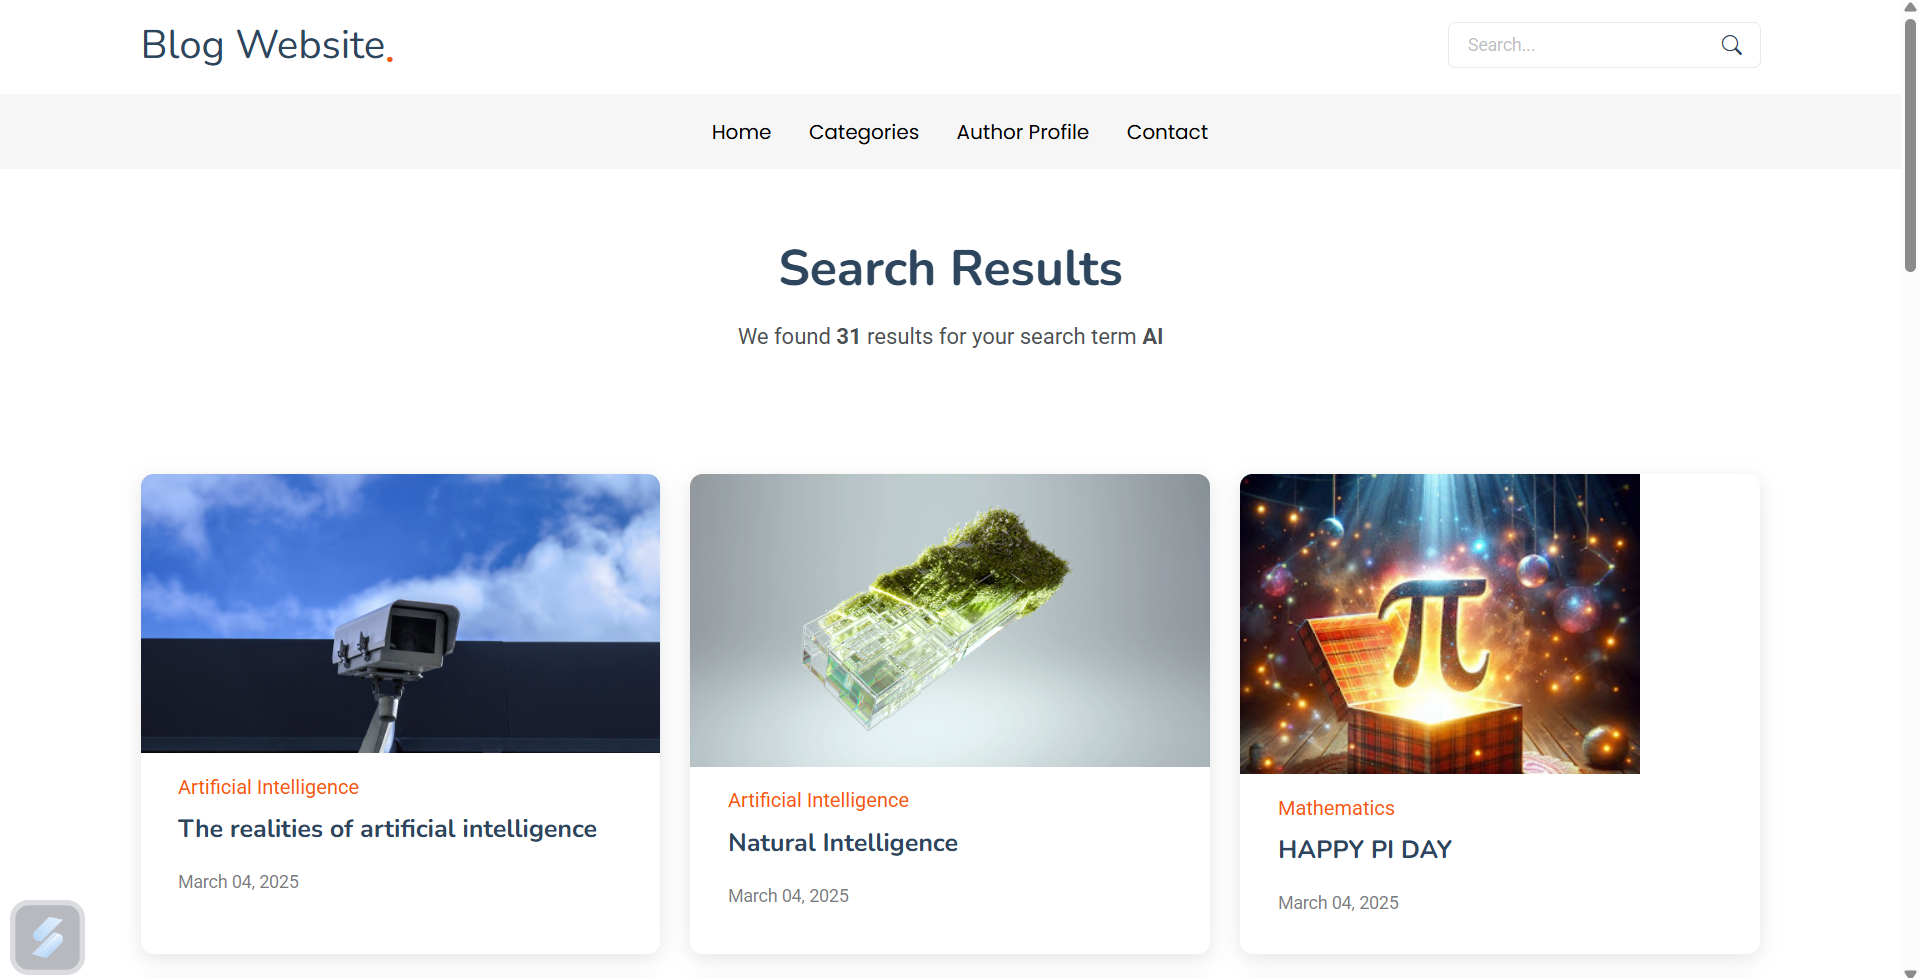 Blog Website.
Search...
Home Categories Author Profile Contact
Search Results
We found 31 results for your search term AI
Artificial Intelligence
The realities of artificial intelligence
March 04, 2025
Artificial Intelligence
Natural Intelligence
March 04, 2025
π
Mathematics
HAPPY PI DAY
March 04, 2025